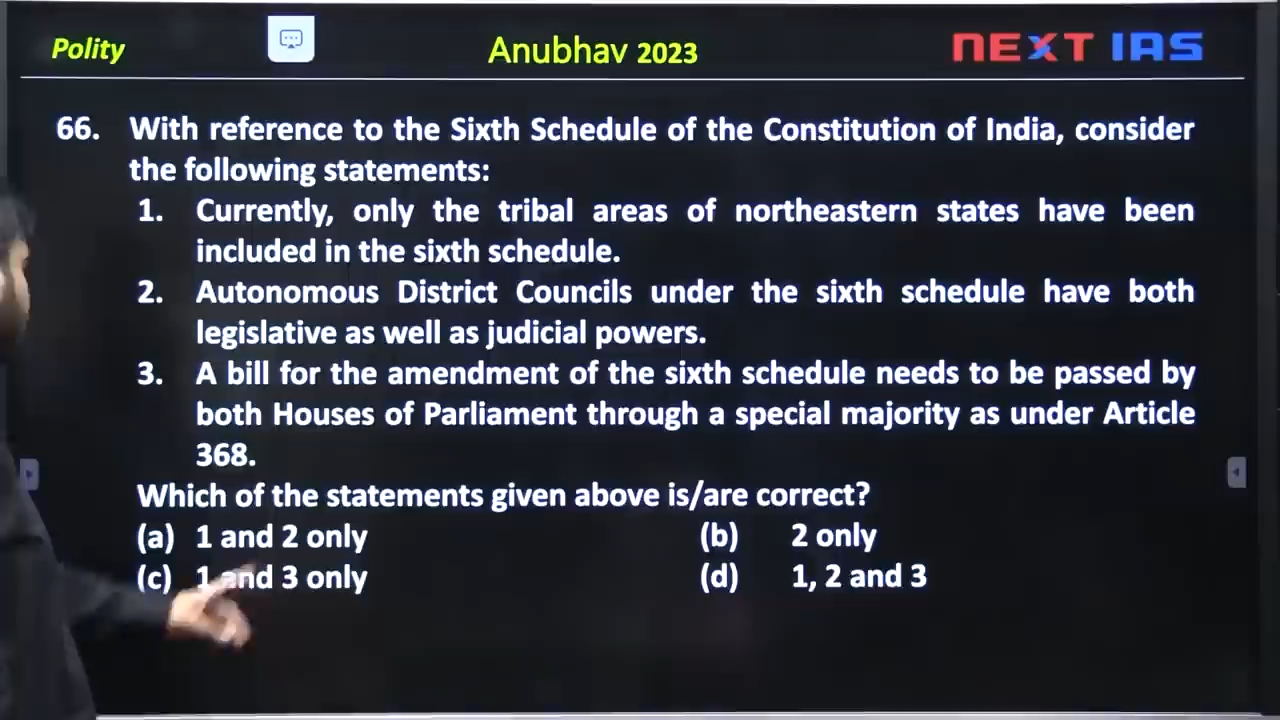 Polity
Anubhav 2023
NEXT IAS
66. With reference to the Sixth Schedule of the Constitution of India, consider
the following statements:
1. Currently, only the tribal areas of northeastern states have been
included in the sixth schedule.
2. Autonomous District Councils under the sixth schedule have both
legislative as well as judicial powers.
3. A bill for the amendment of the sixth schedule needs to be passed by
both Houses of Parliament through a special majority as under Article
368.
Which of the statements given above is/are correct?
(a) 1 and 2 only (b) 2 only
(c) 1 and 3 only (d) 1, 2 and 3